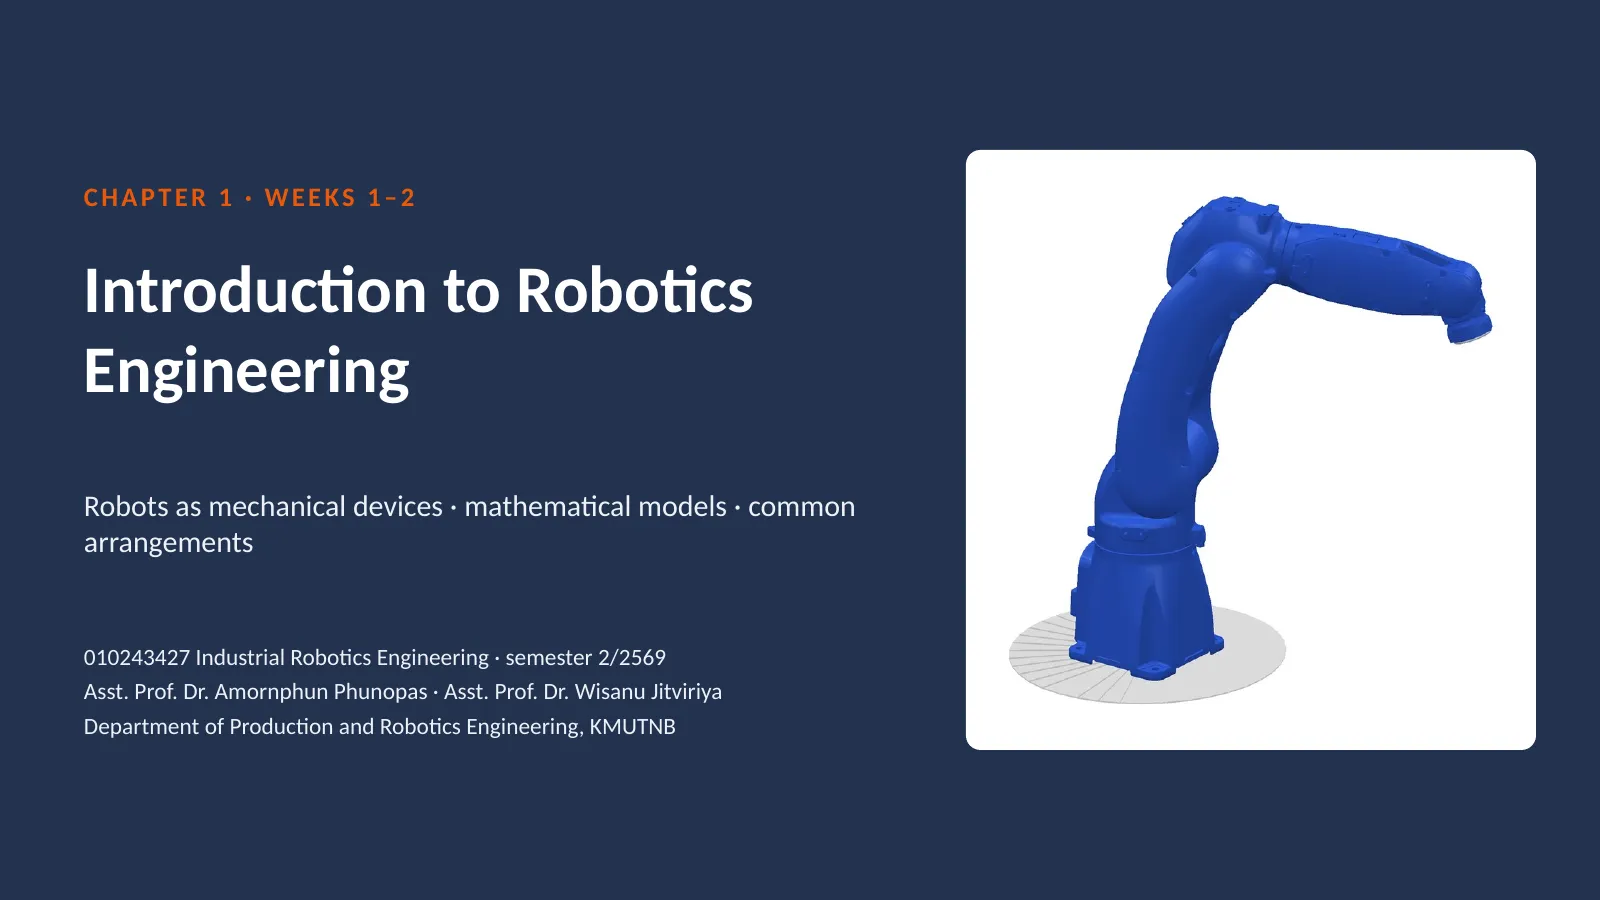 CHAPTER 1 · WEEKS 1–2
Introduction to Robotics
Engineering
Robots as mechanical devices · mathematical models · common
arrangements
010243427 Industrial Robotics Engineering · semester 2/2569
Asst. Prof. Dr. Amornphun Phunopas · Asst. Prof. Dr. Wisanu Jitviriya
Department of Production and Robotics Engineering, KMUTNB